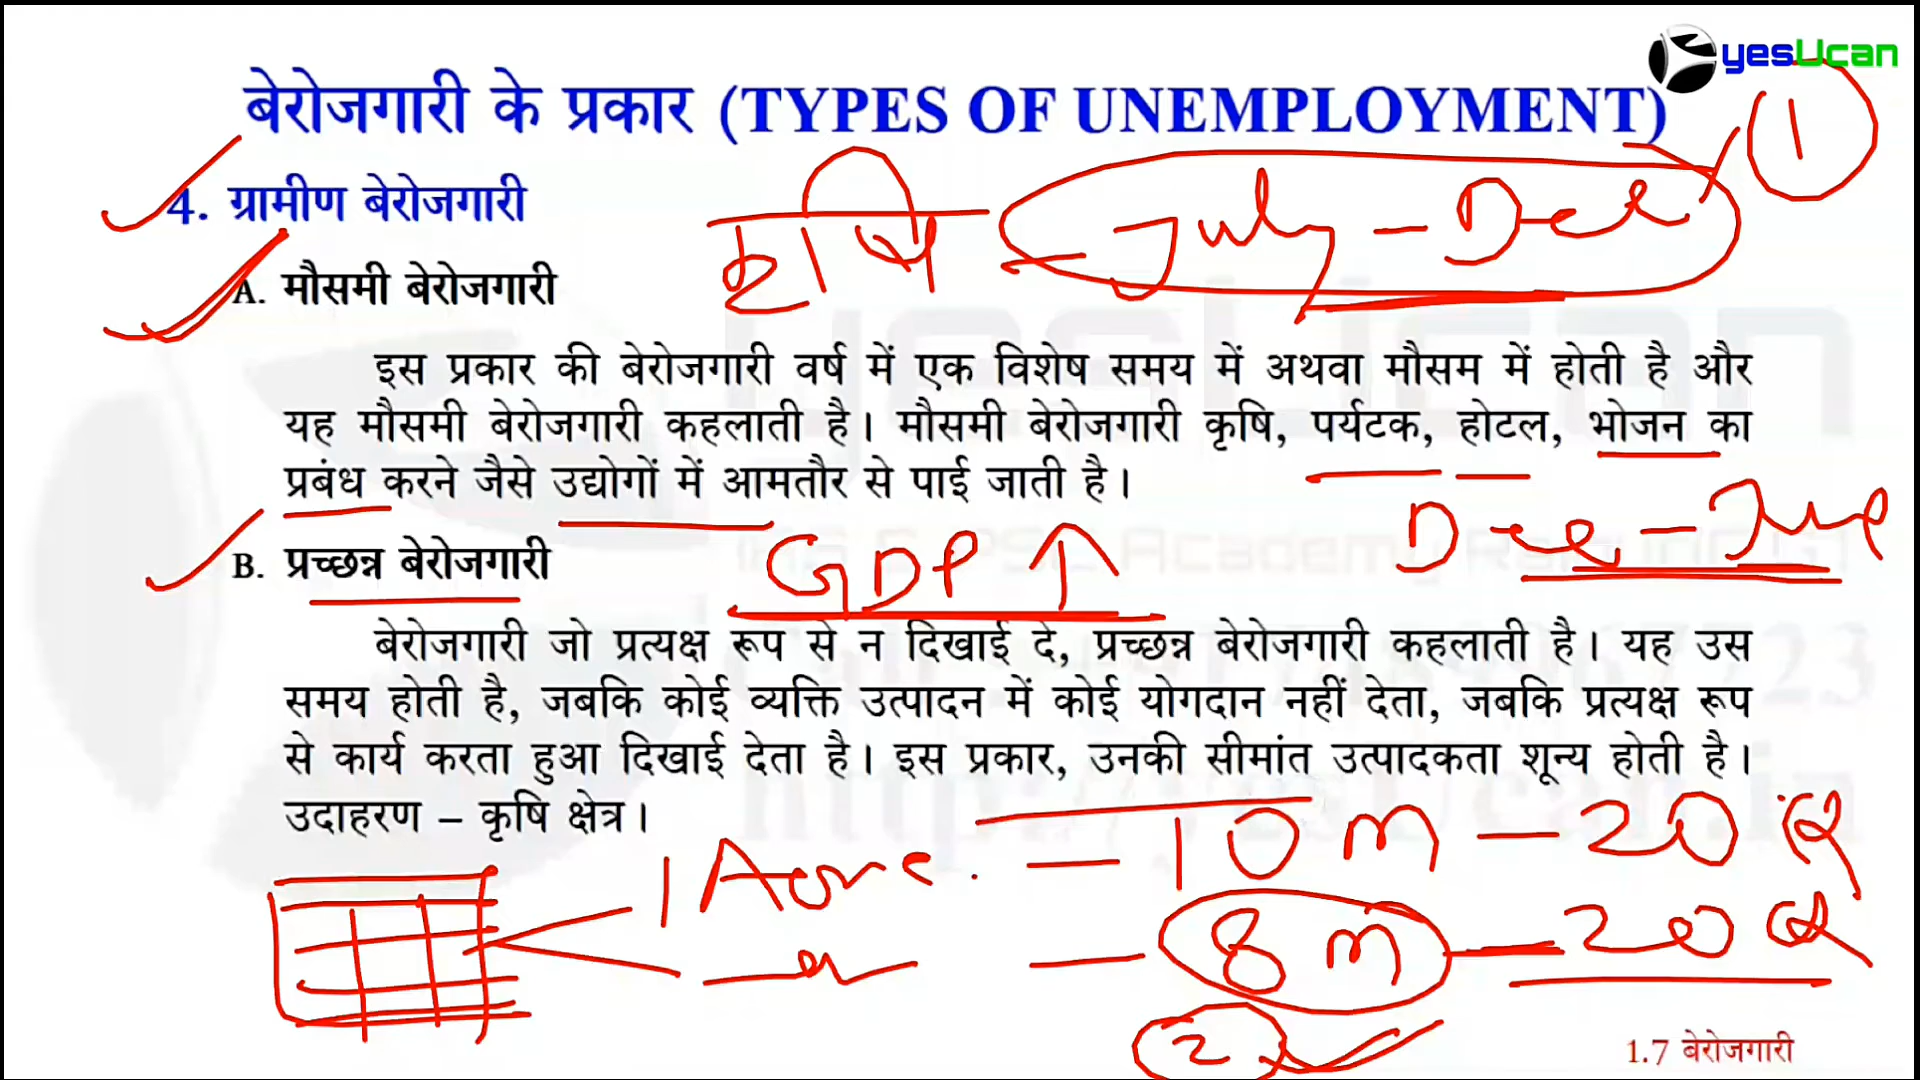 yesUcan
बेरोजगारी के प्रकार (TYPES OF UNEMPLOYMENT)
1
4. ग्रामीण बेरोजगारी
कृषि July - Dec
A. मौसमी बेरोजगारी
इस प्रकार की बेरोजगारी वर्ष में एक विशेष समय में अथवा मौसम में होती है और
यह मौसमी बेरोजगारी कहलाती है। मौसमी बेरोजगारी कृषि, पर्यटक, होटल, भोजन का
प्रबंध करने जैसे उद्योगों में आमतौर से पाई जाती है।
Dec -
B. प्रच्छन्न बेरोजगारी
GDP ↑
बेरोजगारी जो प्रत्यक्ष रूप से न दिखाई दे, प्रच्छन्न बेरोजगारी कहलाती है। यह उस
समय होती है, जबकि कोई व्यक्ति उत्पादन में कोई योगदान नहीं देता, जबकि प्रत्यक्ष रूप
से कार्य करता हुआ दिखाई देता है। इस प्रकार, उनकी सीमांत उत्पादकता शून्य होती है।
उदाहरण – कृषि क्षेत्र।
1 Acre. - 10 m - 20 क्वि
- 8 m - 20 क्वि
2
1.7 बेरोजगारी